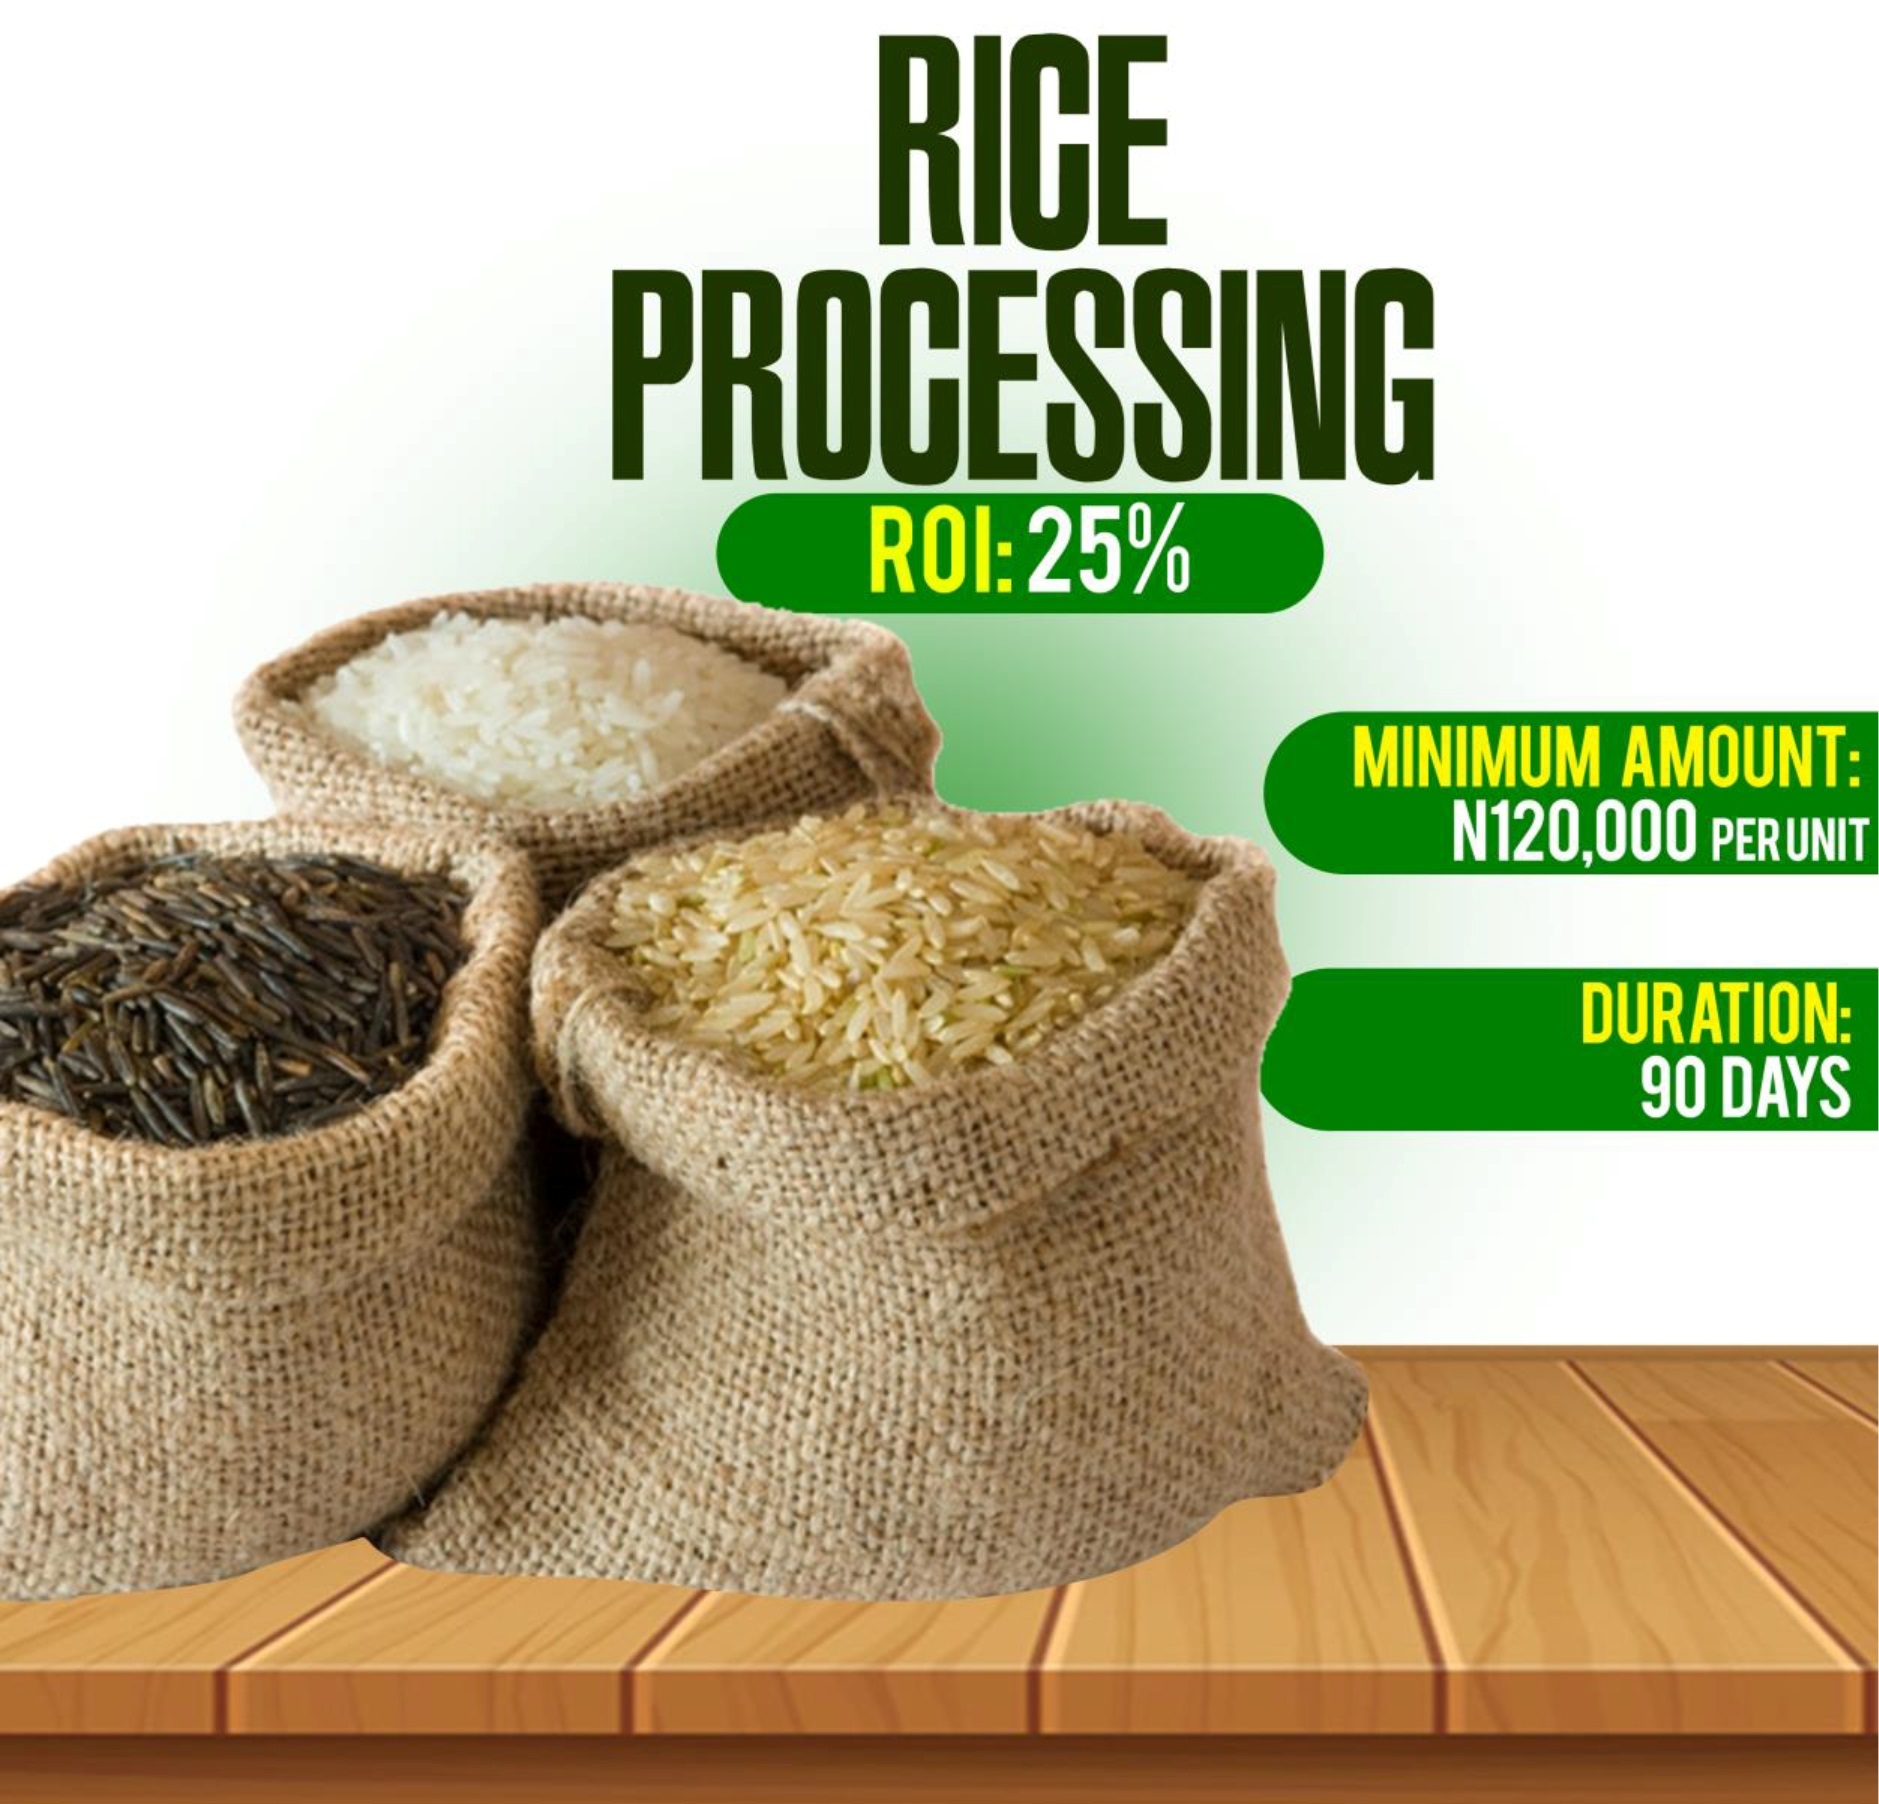 RICE
PROCESSING
ROI: 25%
MINIMUM AMOUNT:
N120,000 PER UNIT
DURATION:
90 DAYS